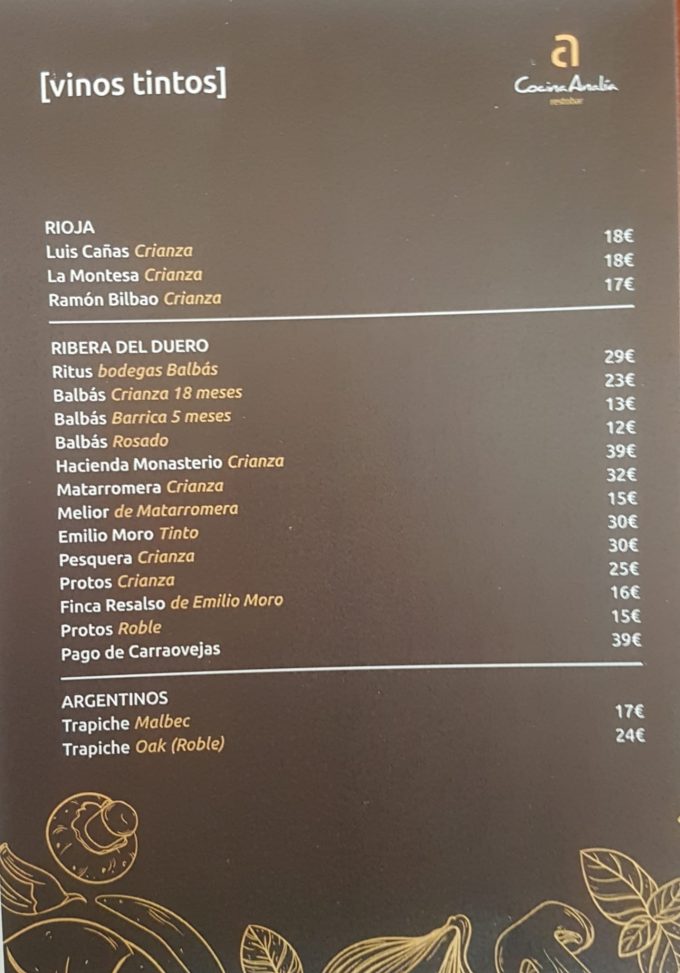 [vinos tintos]
a
Cocina Analía
restobar
RIOJA
Luis Cañas Crianza 18€
La Montesa Crianza 18€
Ramón Bilbao Crianza 17€
RIBERA DEL DUERO
Ritus bodegas Balbás 29€
Balbás Crianza 18 meses 23€
Balbás Barrica 5 meses 13€
Balbás Rosado 12€
Hacienda Monasterio Crianza 39€
Matarromera Crianza 32€
Melior de Matarromera 15€
Emilio Moro Tinto 30€
Pesquera Crianza 30€
Protos Crianza 25€
Finca Resalso de Emilio Moro 16€
Protos Roble 15€
Pago de Carraovejas 39€
ARGENTINOS
Trapiche Malbec 17€
Trapiche Oak (Roble) 24€